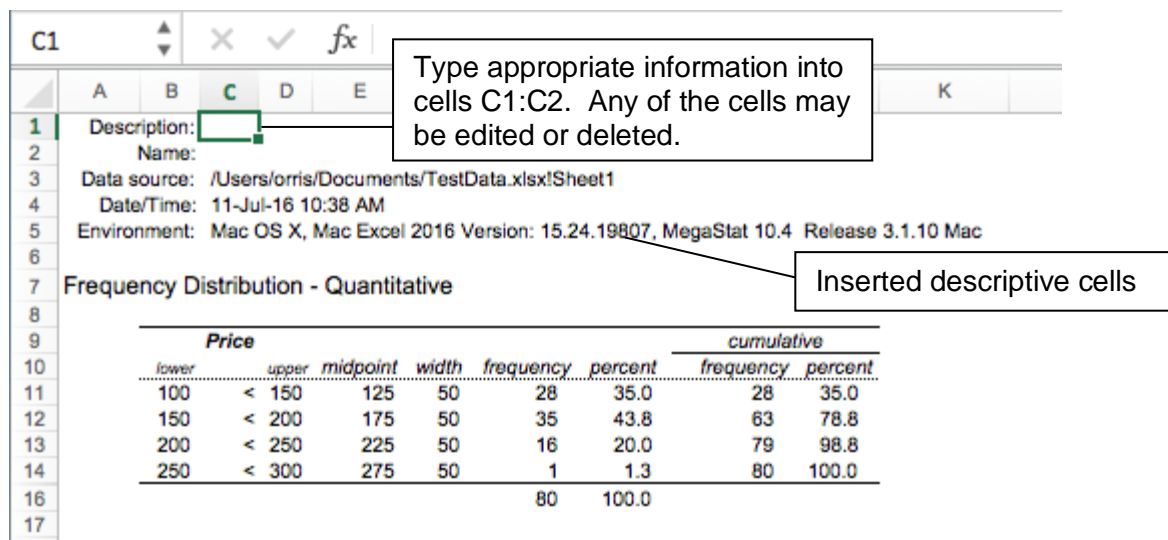 C1 fx
Type appropriate information into
cells C1:C2. Any of the cells may
be edited or deleted.
A B C D E K
1 Description:
2 Name:
3 Data source: /Users/orris/Documents/TestData.xlsx!Sheet1
4 Date/Time: 11-Jul-16 10:38 AM
5 Environment: Mac OS X, Mac Excel 2016 Version: 15.24.19807, MegaStat 10.4 Release 3.1.10 Mac
6
Inserted descriptive cells
7 Frequency Distribution - Quantitative
8
9 Price cumulative
10 lower upper midpoint width frequency percent frequency percent
11 100 < 150 125 50 28 35.0 28 35.0
12 150 < 200 175 50 35 43.8 63 78.8
13 200 < 250 225 50 16 20.0 79 98.8
14 250 < 300 275 50 1 1.3 80 100.0
16 80 100.0
17